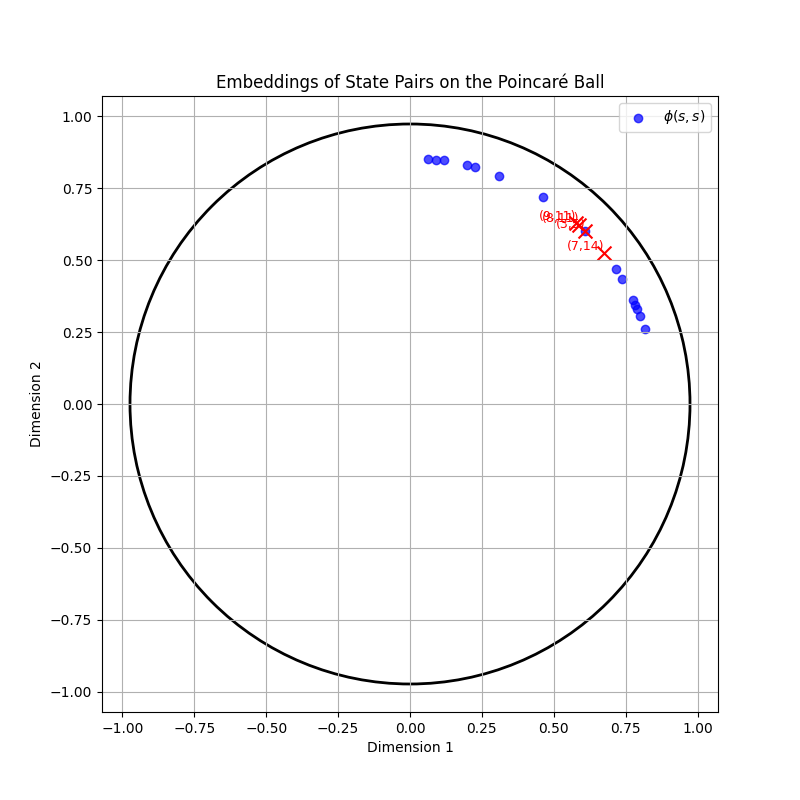 Embeddings of State Pairs on the Poincaré Ball
ϕ(s, s)
1.00
0.75
0.50
0.25
0.00
−0.25
−0.50
−0.75
−1.00
Dimension 2
(9,11)
(7,14)
−1.00 −0.75 −0.50 −0.25 0.00 0.25 0.50 0.75 1.00
Dimension 1